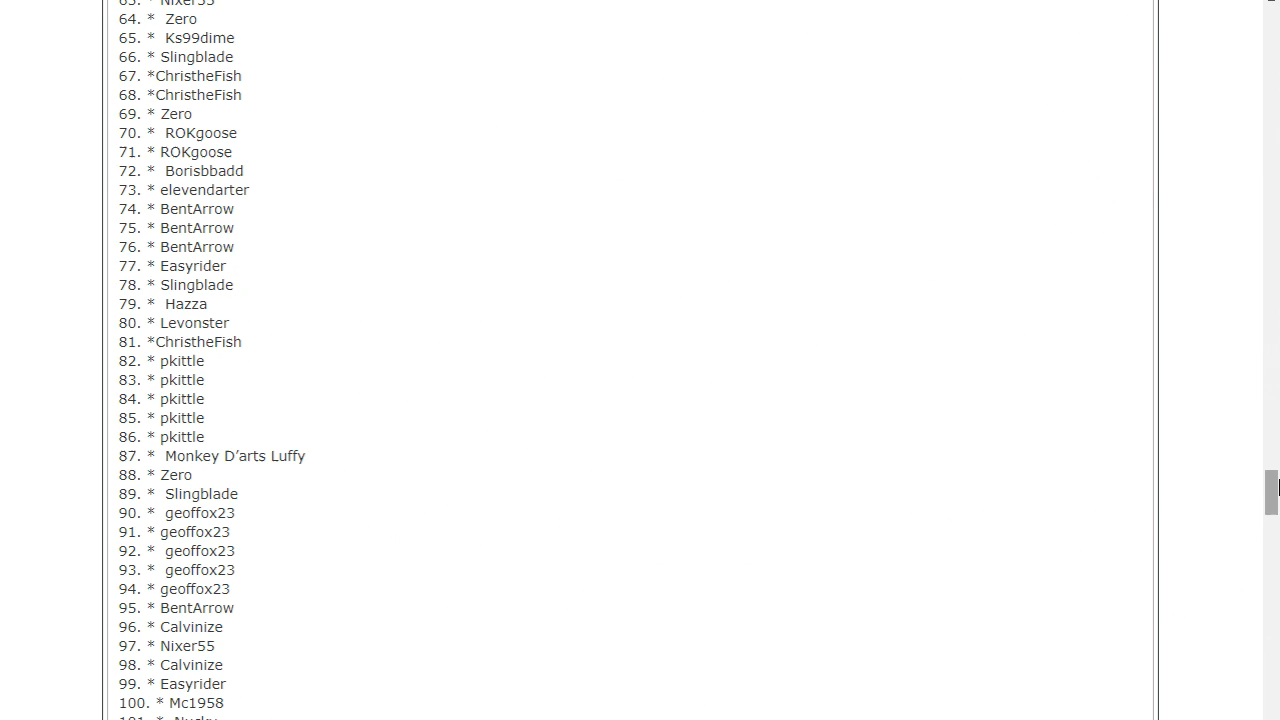 63. * Nixer55
64. *  Zero
65. *  Ks99dime
66. * Slingblade
67. *ChristheFish
68. *ChristheFish
69. * Zero
70. *  ROKgoose
71. * ROKgoose
72. *  Borisbbadd
73. * elevendarter
74. * BentArrow
75. * BentArrow
76. * BentArrow
77. * Easyrider
78. * Slingblade
79. *  Hazza
80. * Levonster
81. *ChristheFish
82. * pkittle
83. * pkittle
84. * pkittle
85. * pkittle
86. * pkittle
87. *  Monkey D’arts Luffy
88. * Zero
89. *  Slingblade
90. *  geoffox23
91. * geoffox23
92. *  geoffox23
93. *  geoffox23
94. * geoffox23
95. * BentArrow
96. * Calvinize
97. * Nixer55
98. * Calvinize
99. * Easyrider
100. * Mc1958
101. *  Nucky